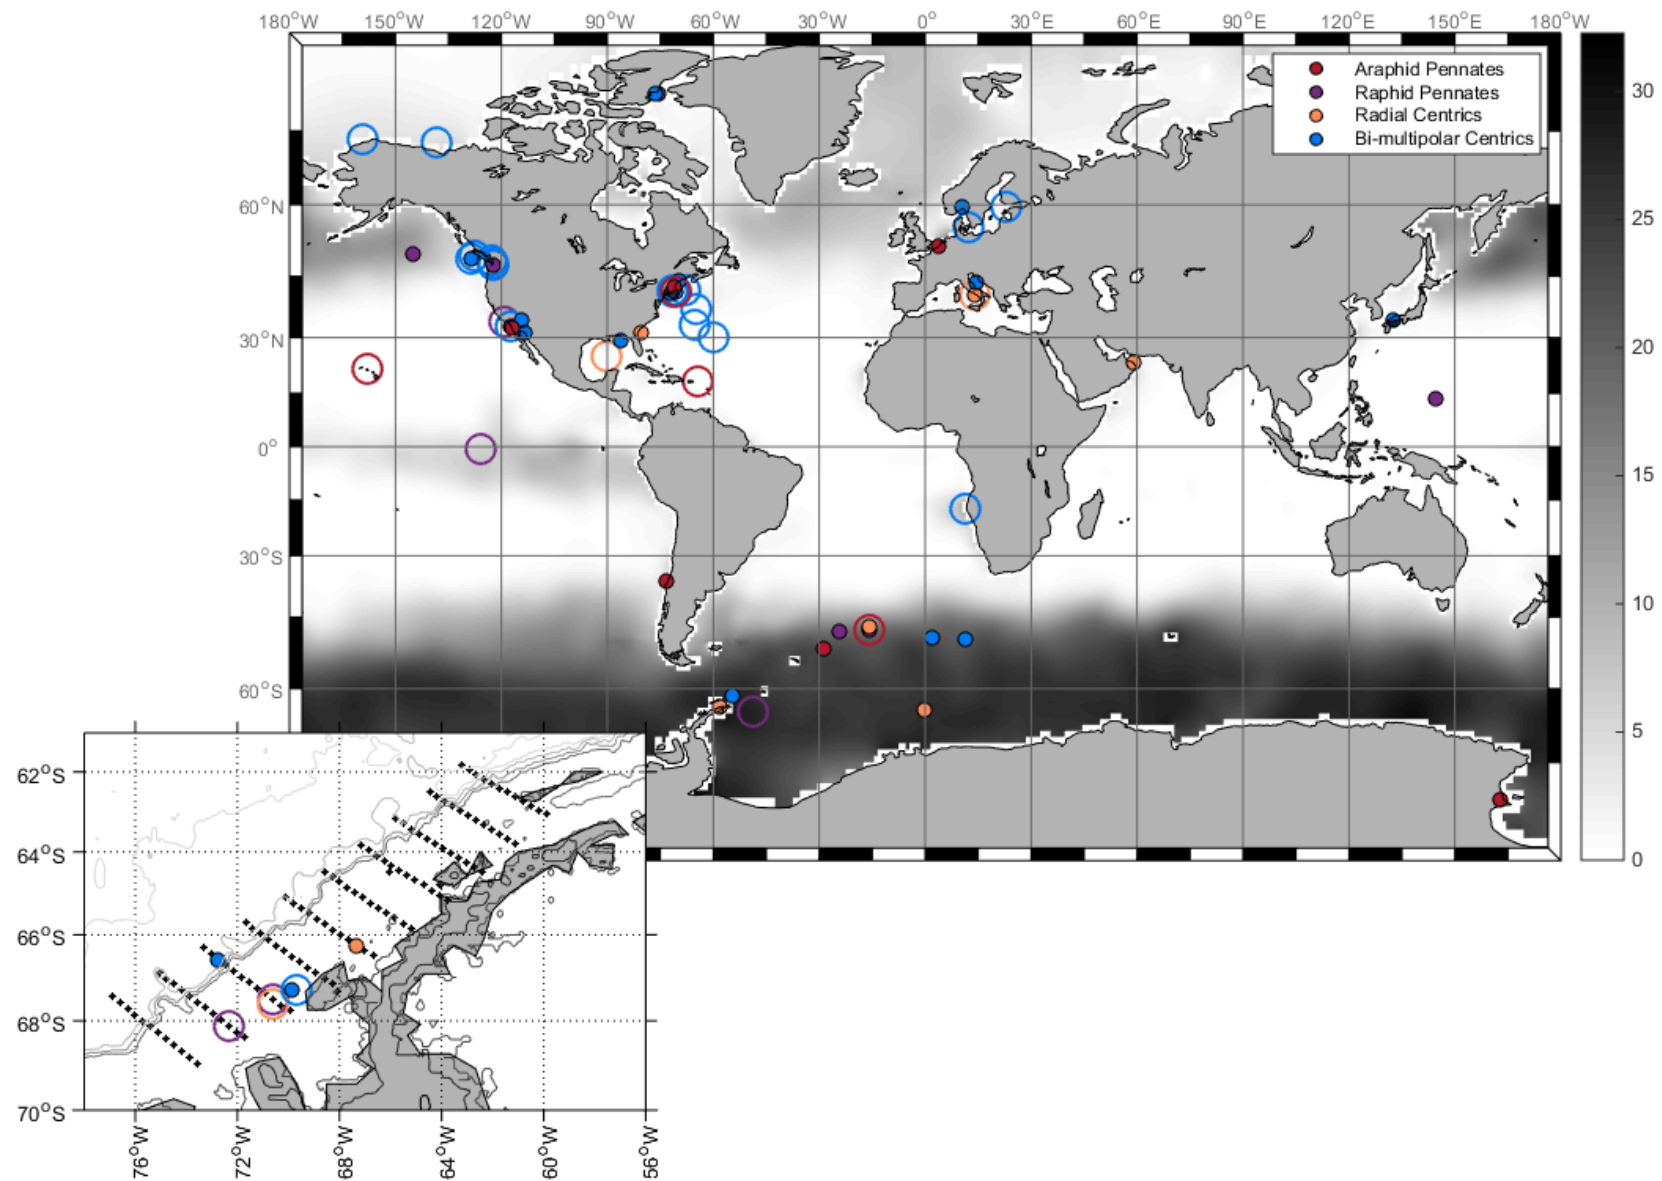 180°W 150°W 120°W 90°W 60°W 30°W 0° 30°E 60°E 90°E 120°E 150°E 180°W
Araphid Pennates
Raphid Pennates
Radial Centrics
Bi-multipolar Centrics
60°N
30°N
0°
30°S
60°S
30
25
20
15
10
5
0
62°S
64°S
66°S
68°S
70°S
76°W 72°W 68°W 64°W 60°W 56°W